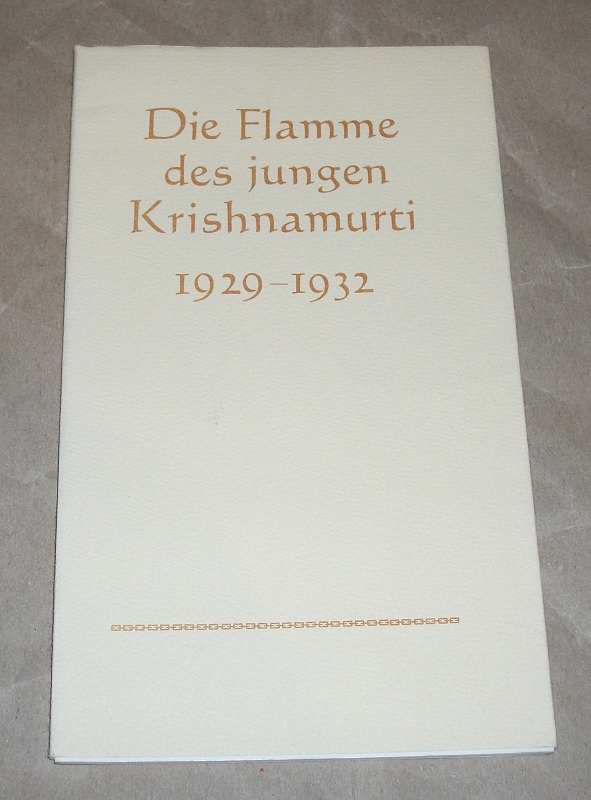 Die Flamme
des jungen
Krishnamurti
1929–1932